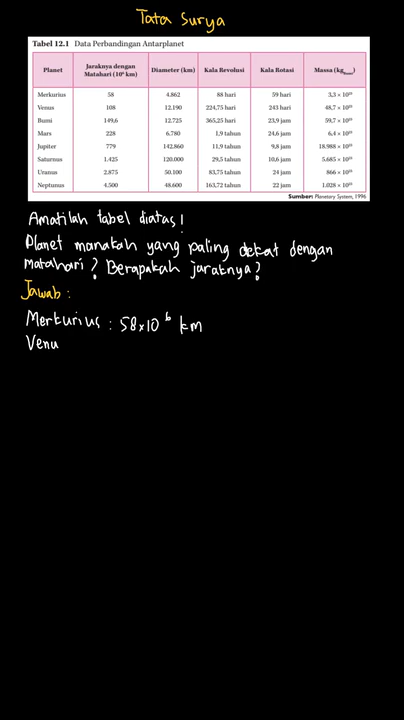 Tata Surya
Tabel 12.1 Data Perbandingan Antarplanet
Planet Jaraknya dengan Matahari (10⁶ km) Diameter (km) Kala Revolusi Kala Rotasi Massa (kg Bumi)
Merkurius 58 4.862 88 hari 59 hari 3,3 × 10²³
Venus 108 12.190 224,75 hari 243 hari 48,7 × 10²³
Bumi 149,6 12.725 365,25 hari 23,9 jam 59,7 × 10²³
Mars 228 6.780 1,9 tahun 24,6 jam 6,4 × 10²³
Jupiter 779 142.860 11,9 tahun 9,8 jam 18.988 × 10²³
Saturnus 1.425 120.000 29,5 tahun 10,6 jam 5.685 × 10²³
Uranus 2.875 50.100 83,75 tahun 24 jam 866 × 10²³
Neptunus 4.500 48.600 163,72 tahun 22 jam 1.028 × 10²³
Sumber: Planetary System, 1996
Amatilah tabel diatas!
Planet manakah yang paling dekat dengan
matahari? Berapakah jaraknya?
Jawab :
Merkurius : 58×10⁶ km
Venu